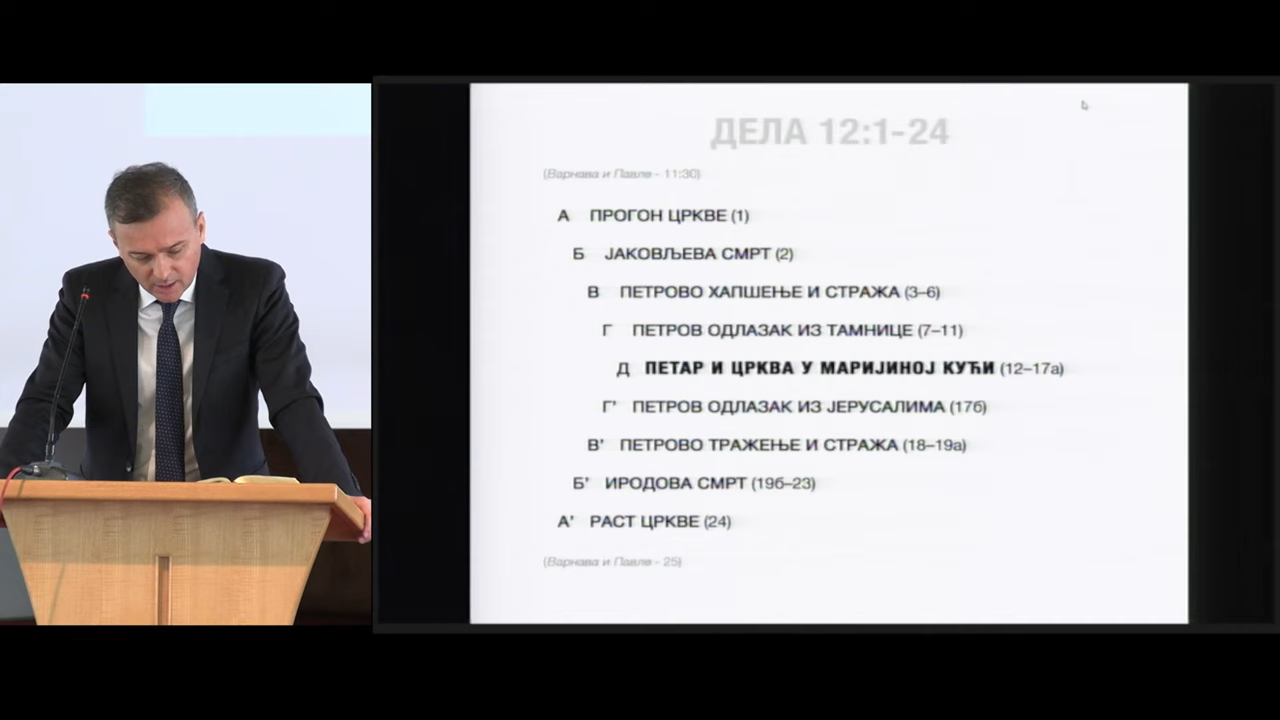 ДЕЛА 12:1-24
(Варнава и Павле - 11:30)
А ПРОГОН ЦРКВЕ (1)
Б ЈАКОВЉЕВА СМРТ (2)
В ПЕТРОВО ХАПШЕЊЕ И СТРАЖА (3–6)
Г ПЕТРОВ ОДЛАЗАК ИЗ ТАМНИЦЕ (7–11)
Д ПЕТАР И ЦРКВА У МАРИЈИНОЈ КУЋИ (12–17а)
Г’ ПЕТРОВ ОДЛАЗАК ИЗ ЈЕРУСАЛИМА (17б)
В’ ПЕТРОВО ТРАЖЕЊЕ И СТРАЖА (18–19а)
Б’ ИРОДОВА СМРТ (19б–23)
А’ РАСТ ЦРКВЕ (24)
(Варнава и Павле - 25)